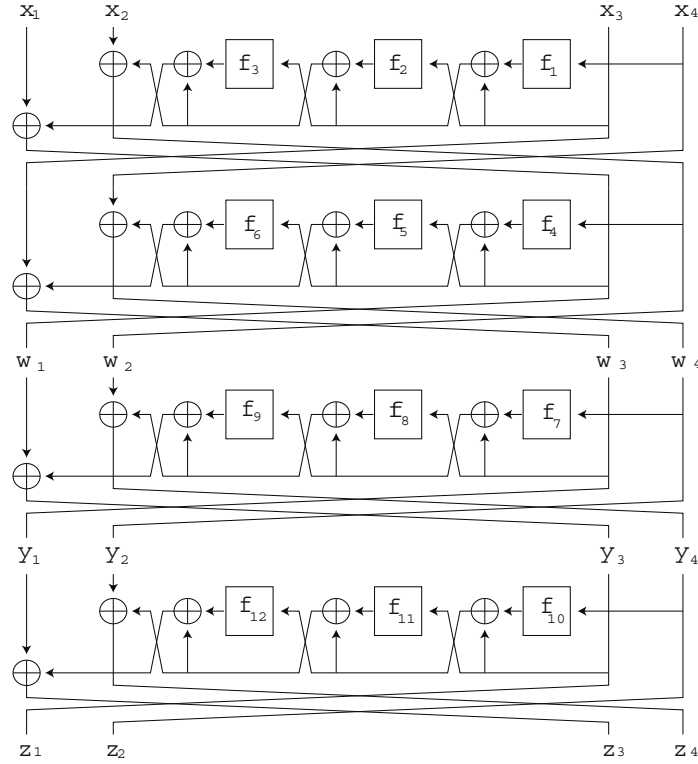 x₁ x₂ x₃ x₄
f₃ f₂ f₁
f₆ f₅ f₄
w₁ w₂ w₃ w₄
f₉ f₈ f₇
y₁ y₂ y₃ y₄
f₁₂ f₁₁ f₁₀
z₁ z₂ z₃ z₄